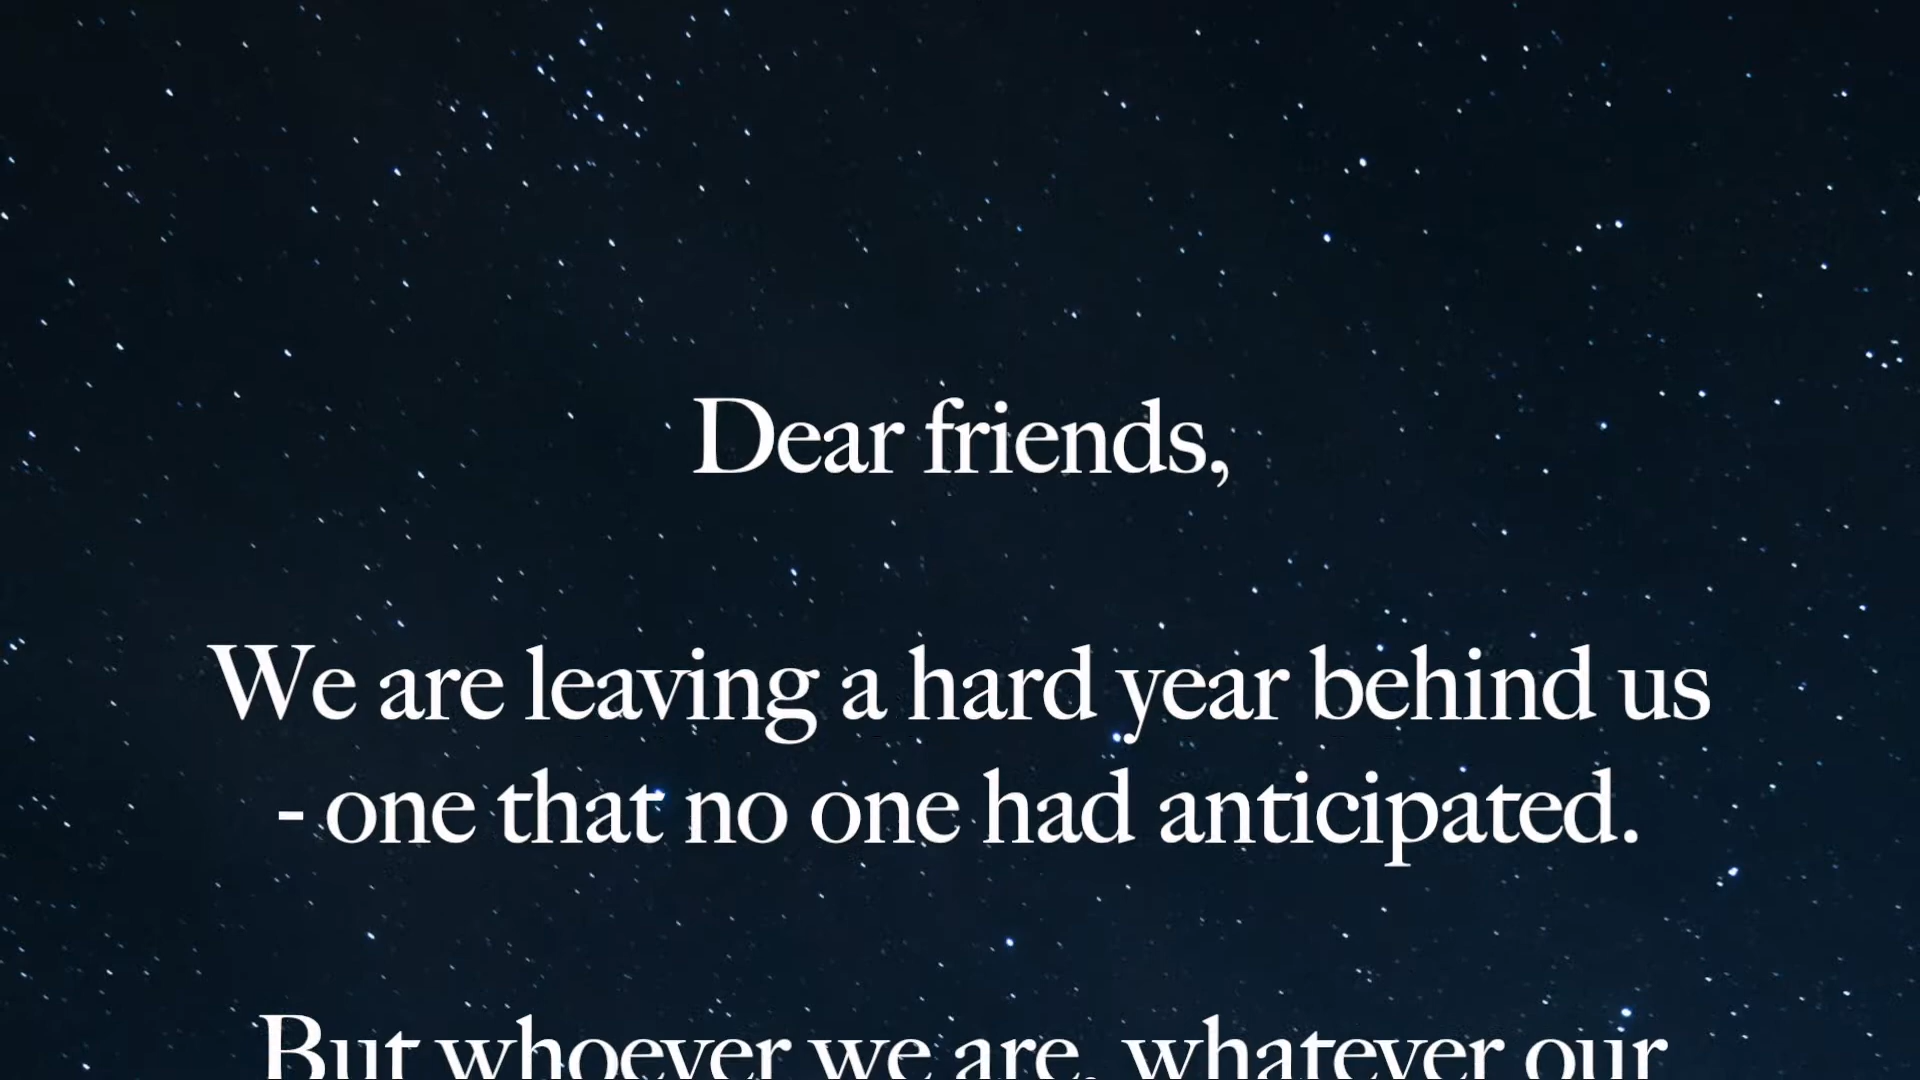 Dear friends,
We are leaving a hard year behind us
- one that no one had anticipated.
But whoever we are, whatever our